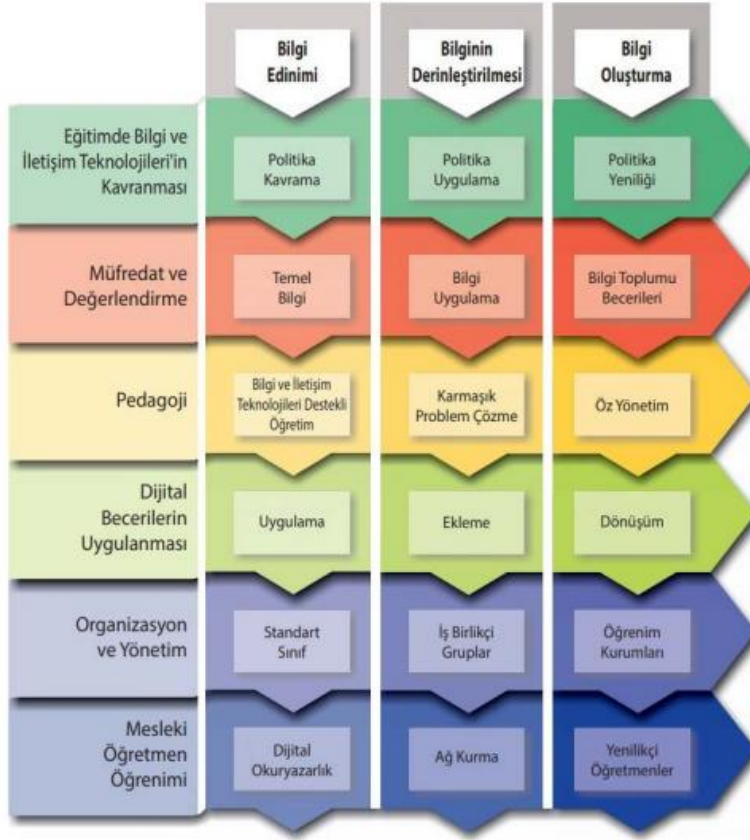 Bilgi
Edinimi
Bilginin
Derinleştirilmesi
Bilgi
Oluşturma
Eğitimde Bilgi ve
İletişim Teknolojileri'in
Kavranması
Politika
Kavrama
Politika
Uygulama
Politika
Yeniliği
Müfredat ve
Değerlendirme
Temel
Bilgi
Bilgi
Uygulama
Bilgi Toplumu
Becerileri
Pedagoji
Bilgi ve İletişim
Teknolojileri Destekli
Öğretim
Karmaşık
Problem Çözme
Öz Yönetim
Dijital
Becerilerin
Uygulanması
Uygulama
Ekleme
Dönüşüm
Organizasyon
ve Yönetim
Standart
Sınıf
İş Birlikçi
Gruplar
Öğrenim
Kurumları
Mesleki
Öğretmen
Öğrenimi
Dijital
Okuryazarlık
Ağ Kurma
Yenilikçi
Öğretmenler